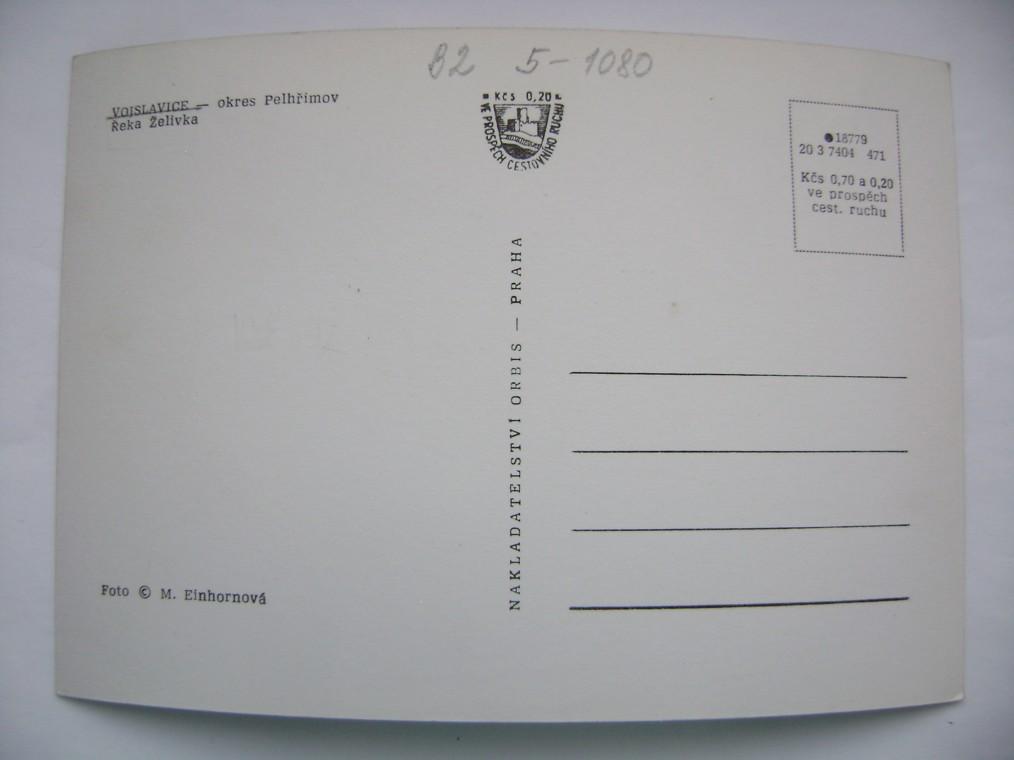 B2 5-1080
VOJSLAVICE — okres Pelhřimov
Řeka Želivka
Kčs 0,20
VE PROSPĚCH CESTOVNÍHO RUCHU
●18779
20 3 7404 471
Kčs 0,70 a 0,20
ve prospěch
cest. ruchu
NAKLADATELSTVÍ ORBIS — PRAHA
Foto © M. Einhornová